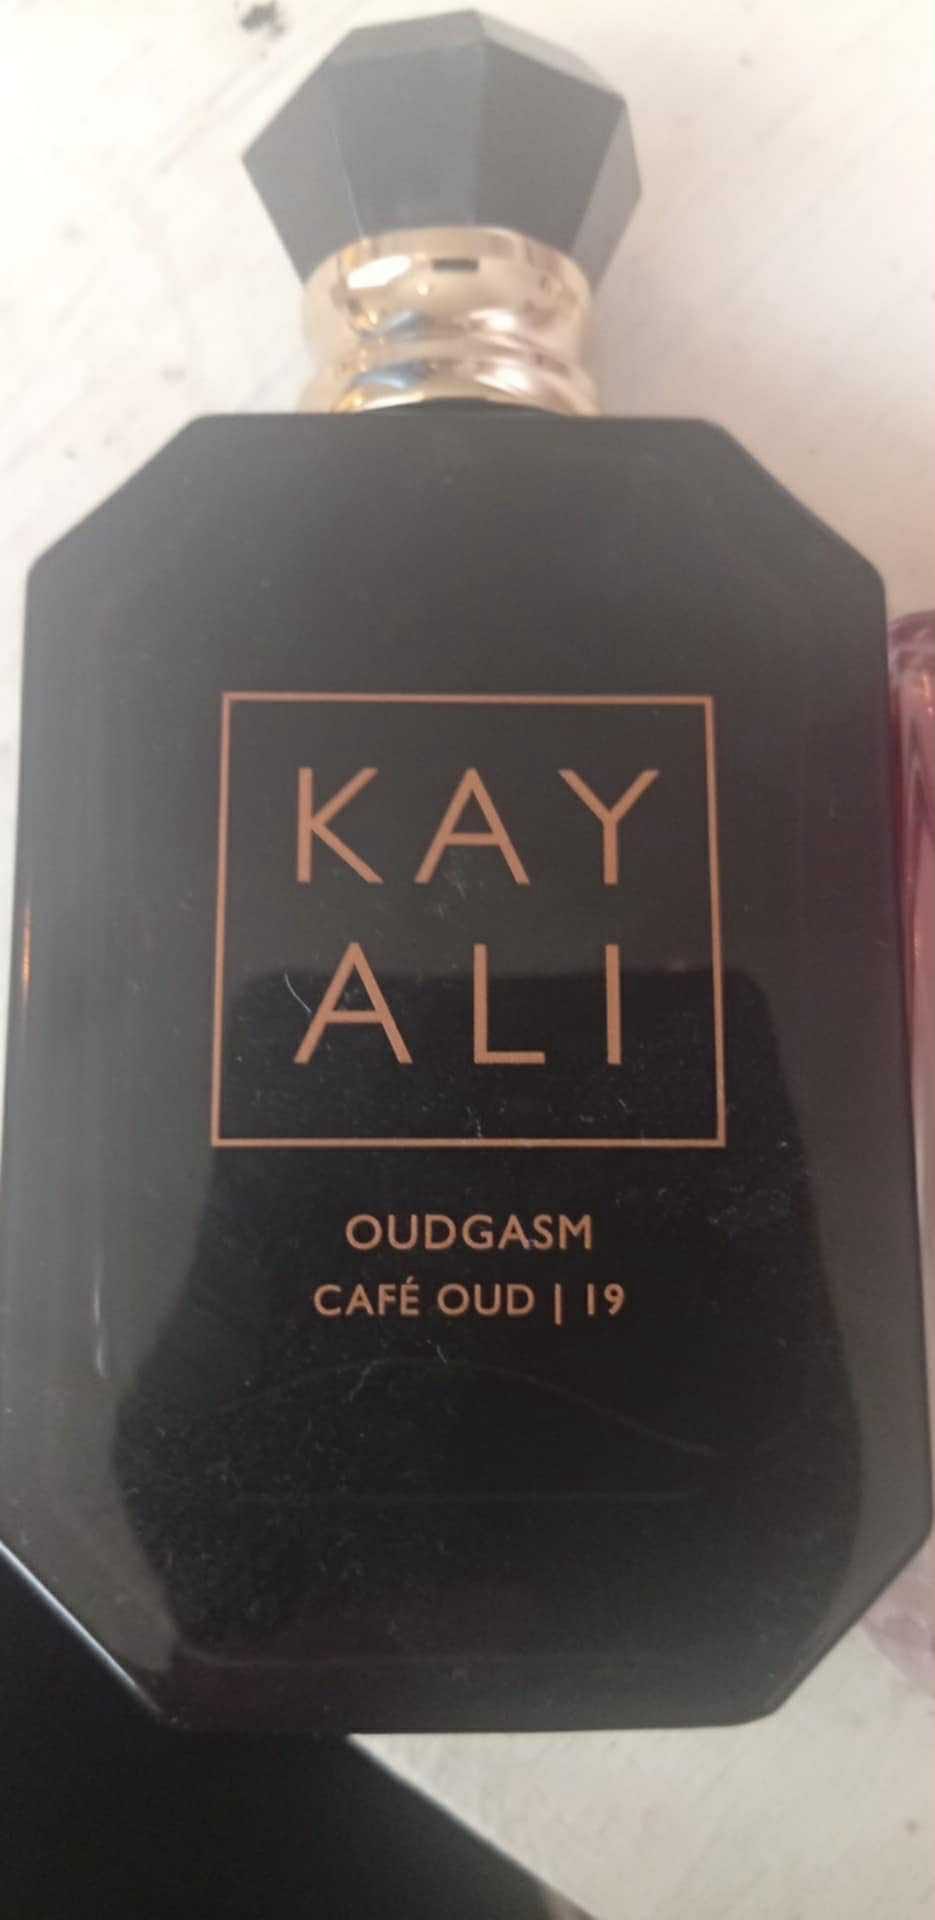 KAY
ALI
OUDGASM
CAFÉ OUD | 19